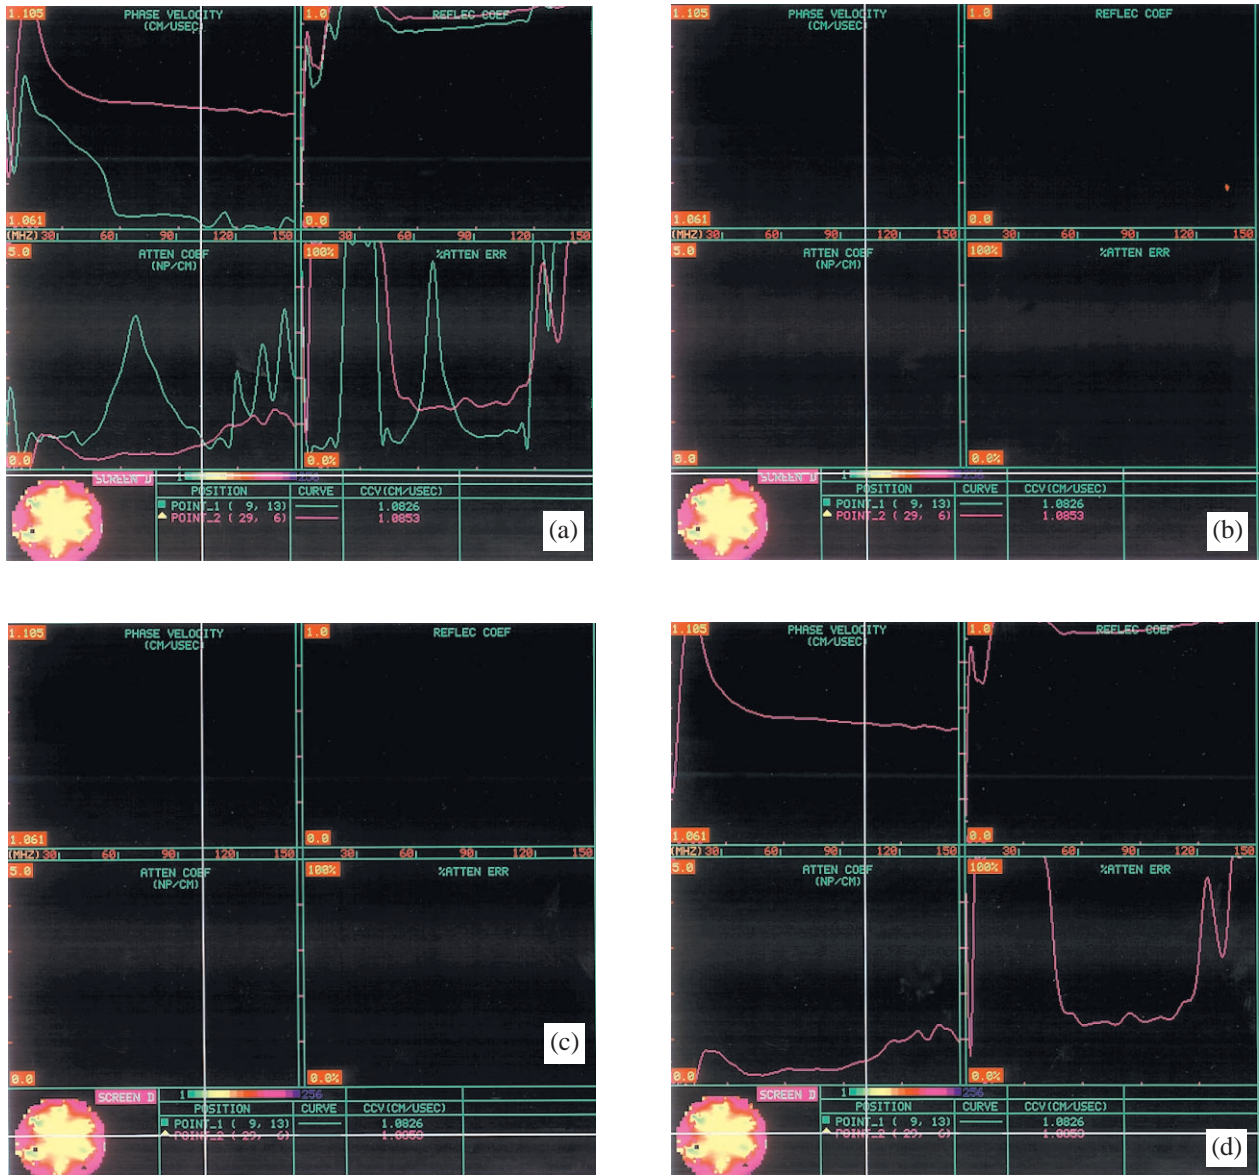 1.105 PHASE VELOCITY 1.0 REFLEC COEF
(CM/USEC)
1.061 0.0
(MHZ) 30 60 90 120 150 30 60 90 120 150
5.0 ATTEN COEF 100% %ATTEN ERR
(NP/CM)
0.0 0.0%
SCREEN D 1 256
POSITION CURVE CCV(CM/USEC)
POINT_1 ( 9, 13) 1.0826
POINT_2 ( 29, 6) 1.0853
(a)
1.105 PHASE VELOCITY 1.0 REFLEC COEF
(CM/USEC)
1.061 0.0
(MHZ) 30 60 90 120 150 30 60 90 120 150
5.0 ATTEN COEF 100% %ATTEN ERR
(NP/CM)
0.0 0.0%
SCREEN D 1 256
POSITION CURVE CCV(CM/USEC)
POINT_1 ( 9, 13) 1.0826
POINT_2 ( 29, 6) 1.0853
(b)
1.105 PHASE VELOCITY 1.0 REFLEC COEF
(CM/USEC)
1.061 0.0
(MHZ) 30 60 90 120 150 30 60 90 120 150
5.0 ATTEN COEF 100% %ATTEN ERR
(NP/CM)
0.0 0.0%
SCREEN D 1 256
POSITION CURVE CCV(CM/USEC)
POINT_1 ( 9, 13) 1.0826
POINT_2 ( 29, 6)
(c)
1.105 PHASE VELOCITY 1.0 REFLEC COEF
(CM/USEC)
1.061 0.0
(MHZ) 30 60 90 120 150 30 60 90 120 150
5.0 ATTEN COEF 100% %ATTEN ERR
(NP/CM)
0.0 0.0%
SCREEN D 1 256
POSITION CURVE CCV(CM/USEC)
POINT_1 ( 9, 13) 1.0826
POINT_2 ( 29, 6)
(d)